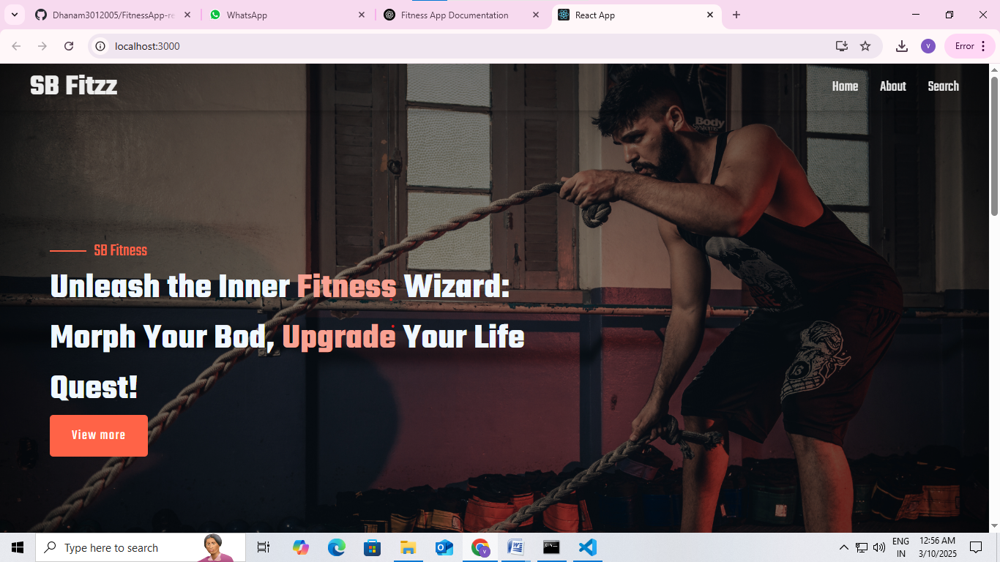 Dhanam3012005/FitnessApp-re
WhatsApp
Fitness App Documentation
React App
localhost:3000
V
Error
SB Fitzz
Home
About
Search
Body
Systems
SB Fitness
Unleash the Inner Fitness Wizard:
Morph Your Bod, Upgrade Your Life
Quest!
View more
Type here to search
ENG
IN
12:56 AM
3/10/2025